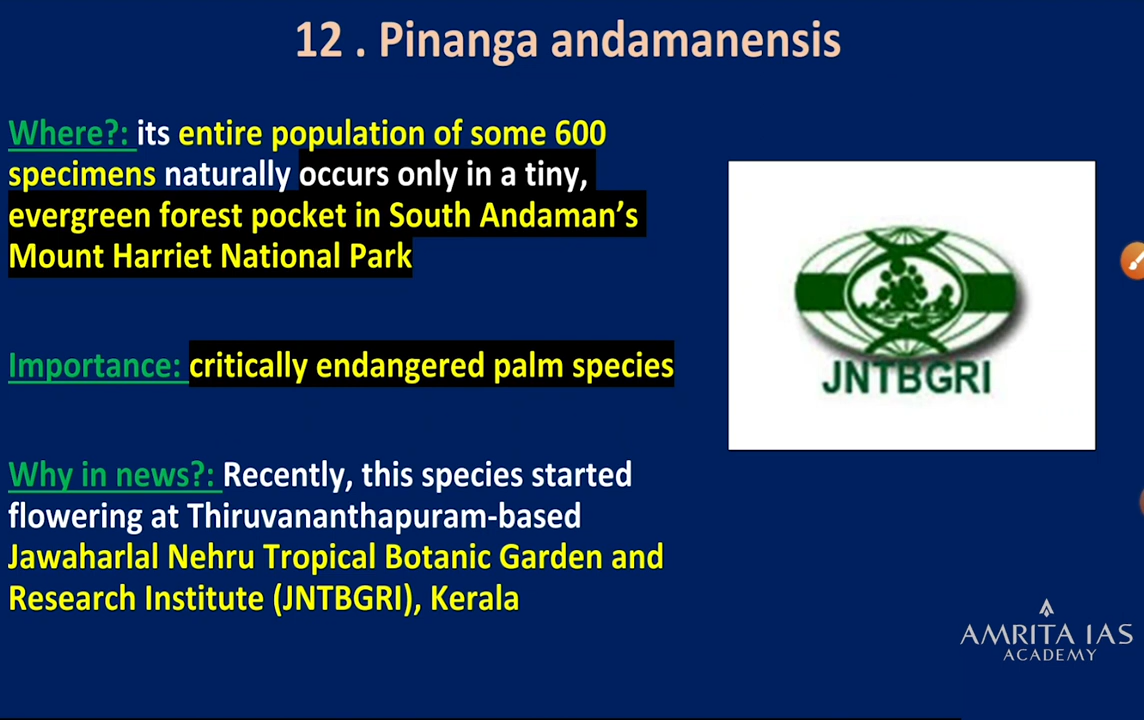 12 . Pinanga andamanensis
Where?: its entire population of some 600
specimens naturally occurs only in a tiny,
evergreen forest pocket in South Andaman’s
Mount Harriet National Park
Importance: critically endangered palm species
Why in news?: Recently, this species started
flowering at Thiruvananthapuram-based
Jawaharlal Nehru Tropical Botanic Garden and
Research Institute (JNTBGRI), Kerala
JNTBGRI
AMRITA IAS
ACADEMY